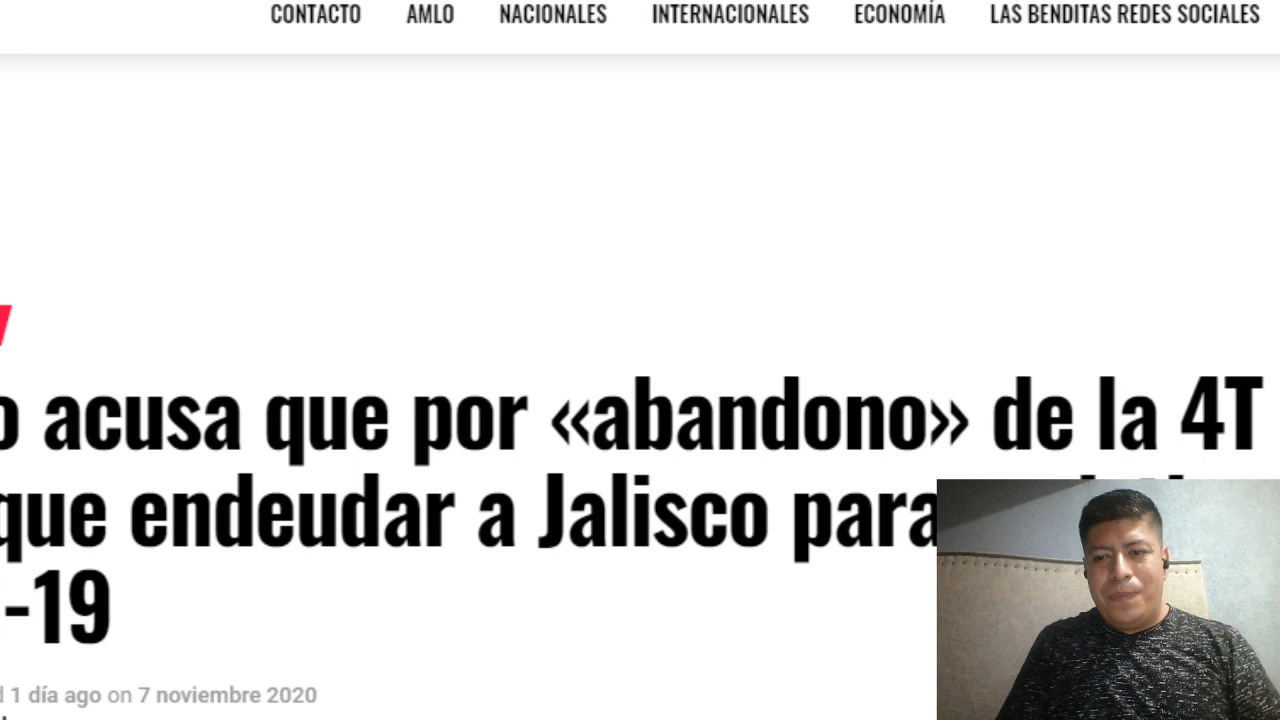 CONTACTO AMLO NACIONALES INTERNACIONALES ECONOMÍA LAS BENDITAS REDES SOCIALES
o acusa que por «abandono» de la 4T
que endeudar a Jalisco para
-19
1 día ago on 7 noviembre 2020